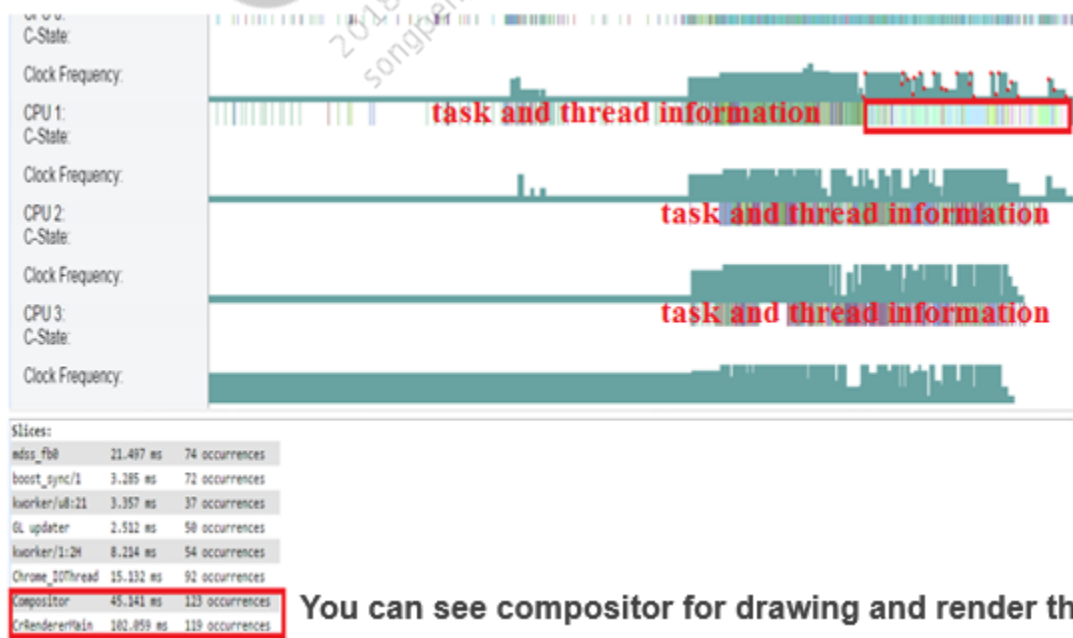 2018
songpen
CPU 0:
C-State:
Clock Frequency:
CPU 1:
task and thread information
C-State:
Clock Frequency:
CPU 2:
task and thread information
C-State:
Clock Frequency:
CPU 3:
task and thread information
C-State:
Clock Frequency:
Slices:
mdss_fb0 21.497 ms 74 occurrences
boost_sync/1 3.285 ms 72 occurrences
kworker/u8:21 3.357 ms 37 occurrences
GL updater 2.512 ms 50 occurrences
kworker/1:2H 8.214 ms 54 occurrences
Chrome_IOThread 15.132 ms 92 occurrences
Compositor 45.141 ms 123 occurrences
You can see compositor for drawing and render th
CrRendererMain 102.059 ms 119 occurrences